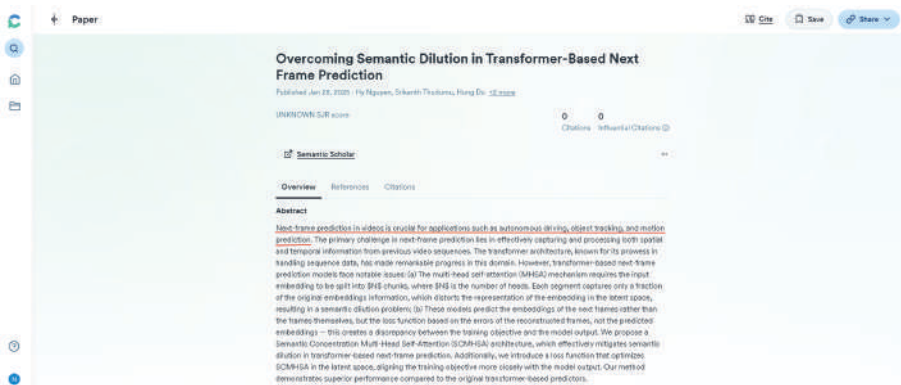 Paper
Cite
Save
Share
Overcoming Semantic Dilution in Transformer-Based Next
Frame Prediction
Published Jan 28, 2025 · Hy Nguyen, Srikanth Thudumu, Hung Du +2 more
UNKNOWN SJR score
0 0
Citations Influential Citations
Semantic Scholar
Overview References Citations
Abstract
Next-frame prediction in videos is crucial for applications such as autonomous driving, object tracking, and motion
prediction. The primary challenge in next-frame prediction lies in effectively capturing and processing both spatial
and temporal information from previous video sequences. The transformer architecture, known for its prowess in
handling sequence data, has made remarkable progress in this domain. However, transformer-based next-frame
prediction models face notable issues: (a) The multi-head self-attention (MHSA) mechanism requires the input
embedding to be split into $N$ chunks, where $N$ is the number of heads. Each segment captures only a fraction
of the original embeddings information, which distorts the representation of the embedding in the latent space,
resulting in a semantic dilution problem; (b) These models predict the embeddings of the next frames rather than
the frames themselves, but the loss function based on the errors of the reconstructed frames, not the predicted
embeddings -- this creates a discrepancy between the training objective and the model output. We propose a
Semantic Concentration Multi-Head Self-Attention (SCMHSA) architecture, which effectively mitigates semantic
dilution in transformer-based next-frame prediction. Additionally, we introduce a loss function that optimizes
SCMHSA in the latent space, aligning the training objective more closely with the model output. Our method
demonstrates superior performance compared to the original transformer-based predictors.